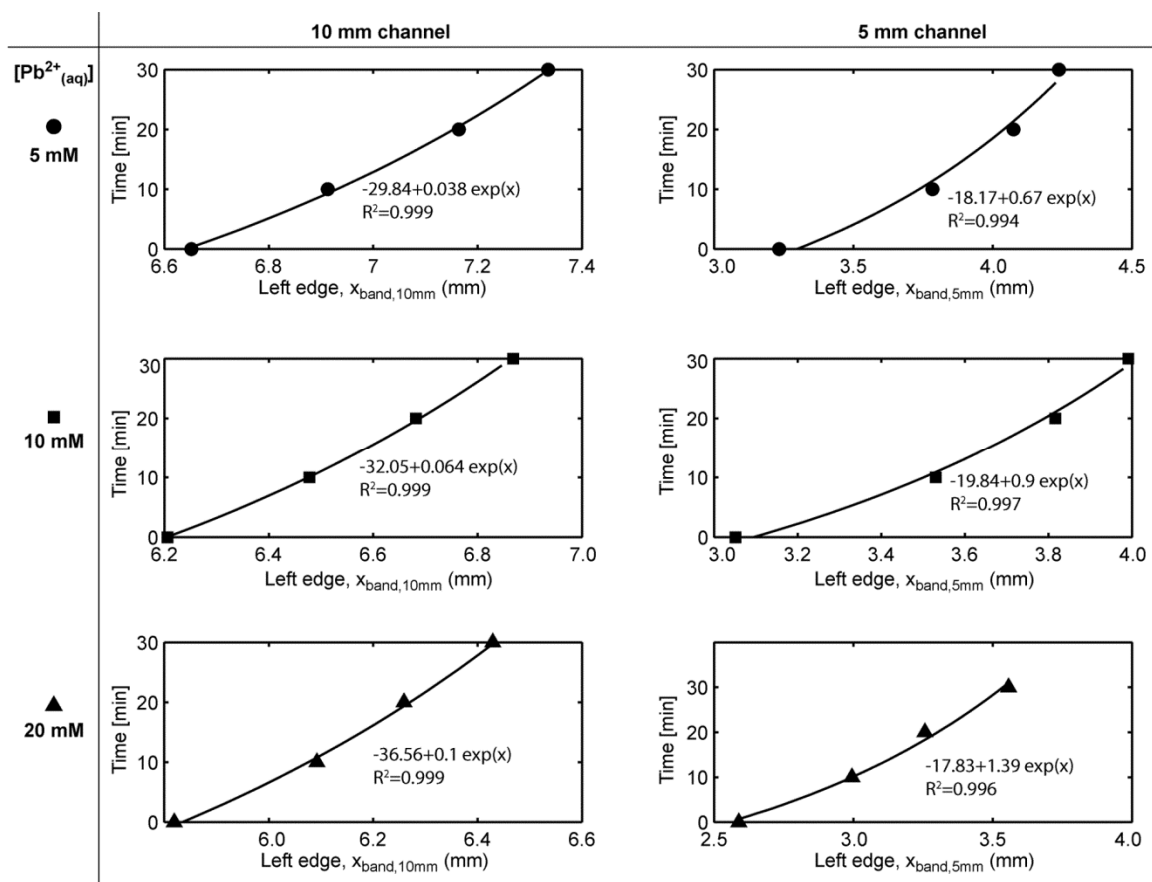 10 mm channel
5 mm channel
[Pb²⁺(aq)]
5 mM
Time [min]
30
20
10
0
-29.84+0.038 exp(x)
R²=0.999
6.6 6.8 7 7.2 7.4
Left edge, x_band,10mm (mm)
Time [min]
30
20
10
0
-18.17+0.67 exp(x)
R²=0.994
3.0 3.5 4.0 4.5
Left edge, x_band,5mm (mm)
10 mM
Time [min]
30
20
10
0
-32.05+0.064 exp(x)
R²=0.999
6.2 6.4 6.6 6.8 7.0
Left edge, x_band,10mm (mm)
Time [min]
30
20
10
0
-19.84+0.9 exp(x)
R²=0.997
3.0 3.2 3.4 3.6 3.8 4.0
Left edge, x_band,5mm (mm)
20 mM
Time [min]
30
20
10
0
-36.56+0.1 exp(x)
R²=0.999
6.0 6.2 6.4 6.6
Left edge, x_band,10mm (mm)
Time [min]
30
20
10
0
-17.83+1.39 exp(x)
R²=0.996
2.5 3.0 3.5 4.0
Left edge, x_band,5mm (mm)